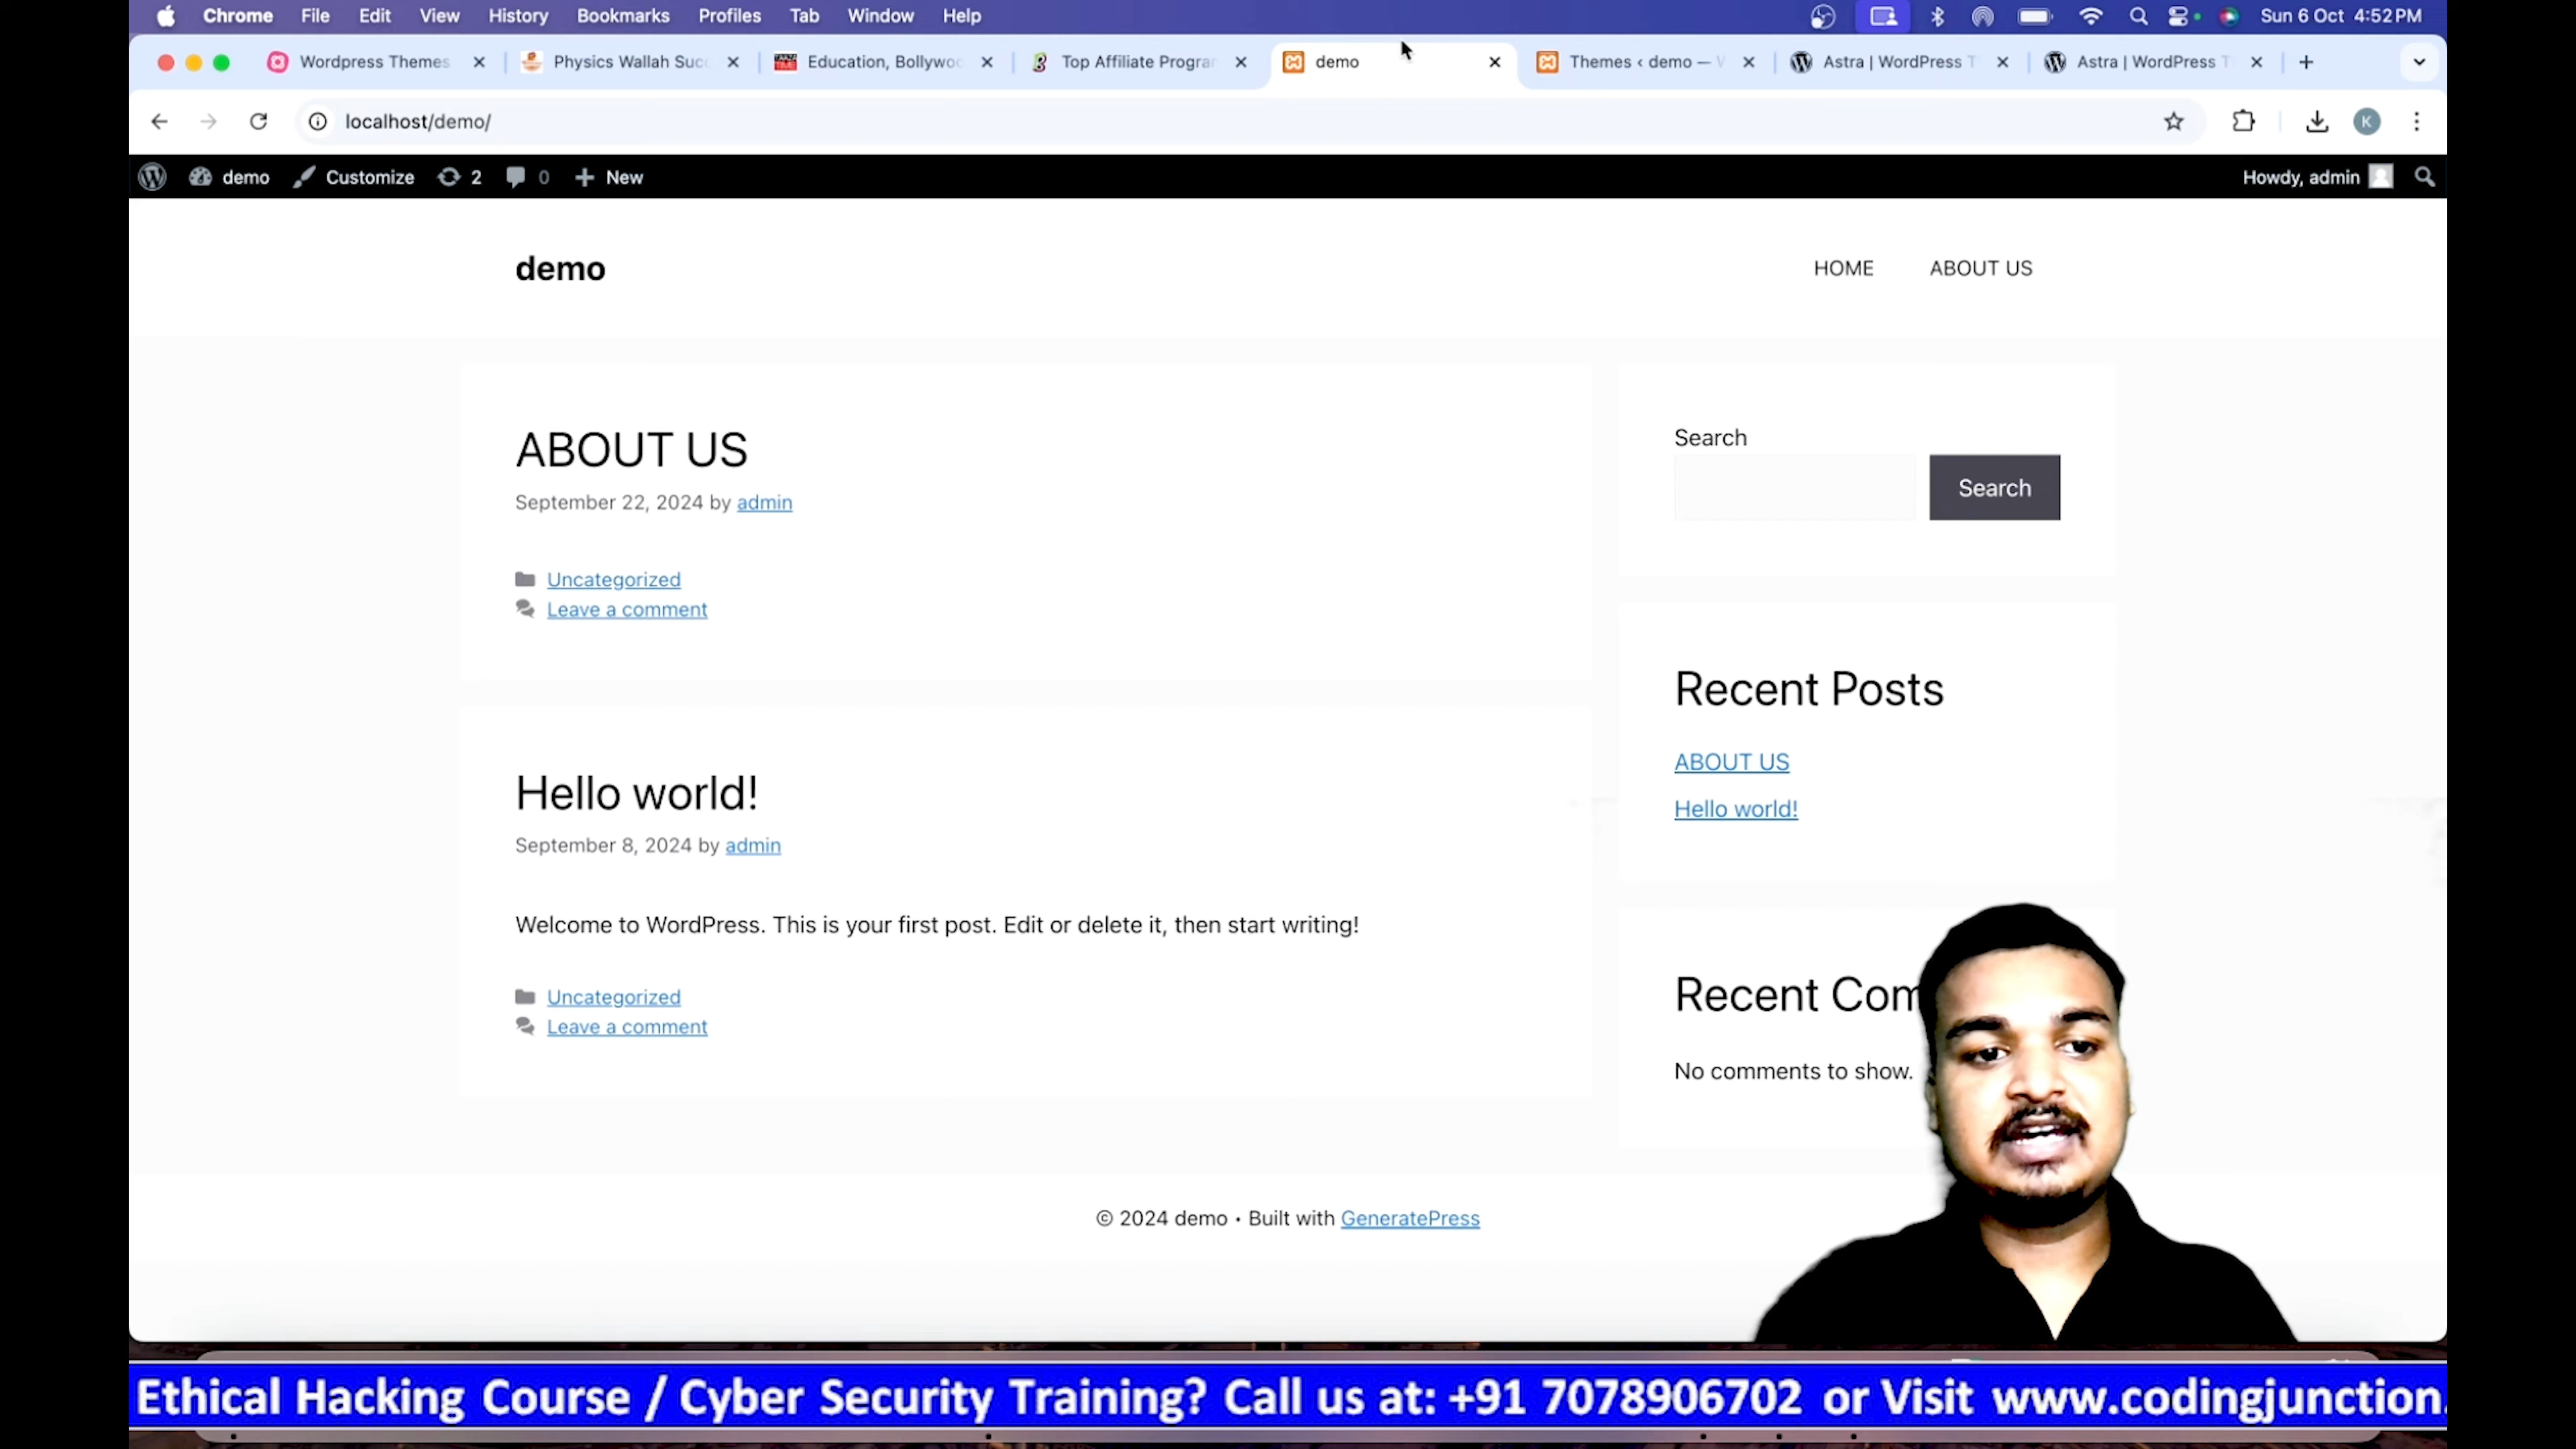 Chrome File Edit View History Bookmarks Profiles Tab Window Help Sun 6 Oct 4:52 PM
Wordpress Themes Physics Wallah Suc Education, Bollywoo Top Affiliate Program demo Themes ‹ demo — W Astra | WordPress T Astra | WordPress T
localhost/demo/ K
demo Customize 2 0 New Howdy, admin
demo
HOME ABOUT US
ABOUT US
September 22, 2024 by admin
Uncategorized
Leave a comment
Hello world!
September 8, 2024 by admin
Welcome to WordPress. This is your first post. Edit or delete it, then start writing!
Uncategorized
Leave a comment
Search
Search
Recent Posts
ABOUT US
Hello world!
Recent Com
No comments to show.
© 2024 demo • Built with GeneratePress
Ethical Hacking Course / Cyber Security Training? Call us at: +91 7078906702 or Visit www.codingjunction.